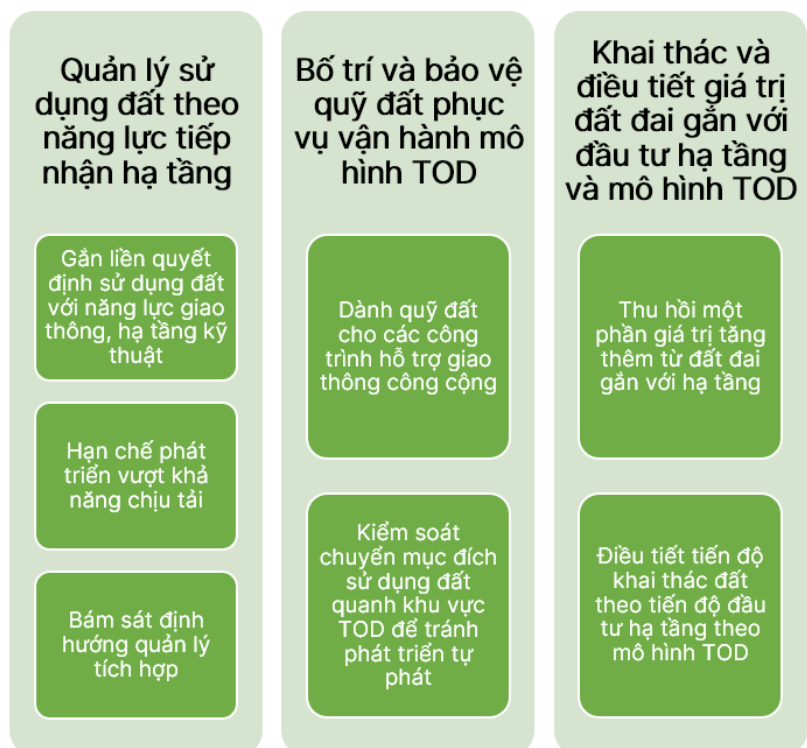 Quản lý sử
dụng đất theo
năng lực tiếp
nhận hạ tầng
Gắn liền quyết
định sử dụng đất
với năng lực giao
thông, hạ tầng kỹ
thuật
Hạn chế phát
triển vượt khả
năng chịu tải
Bám sát định
hướng quản lý
tích hợp
Bố trí và bảo vệ
quỹ đất phục
vụ vận hành mô
hình TOD
Dành quỹ đất
cho các công
trình hỗ trợ giao
thông công cộng
Kiểm soát
chuyển mục đích
sử dụng đất
quanh khu vực
TOD để tránh
phát triển tự
phát
Khai thác và
điều tiết giá trị
đất đai gắn với
đầu tư hạ tầng
và mô hình TOD
Thu hồi một
phần giá trị tăng
thêm từ đất đai
gắn với hạ tầng
Điều tiết tiến độ
khai thác đất
theo tiến độ đầu
tư hạ tầng theo
mô hình TOD